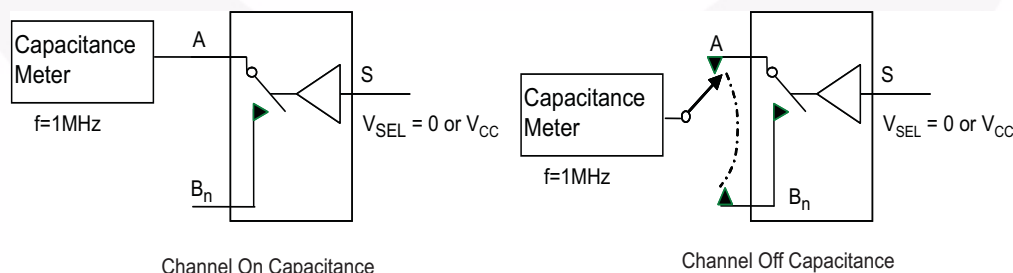 Capacitance
Meter
f=1MHz
A
S
V_SEL = 0 or V_CC
B_n
Channel On Capacitance
Capacitance
Meter
f=1MHz
A
S
V_SEL = 0 or V_CC
B_n
Channel Off Capacitance